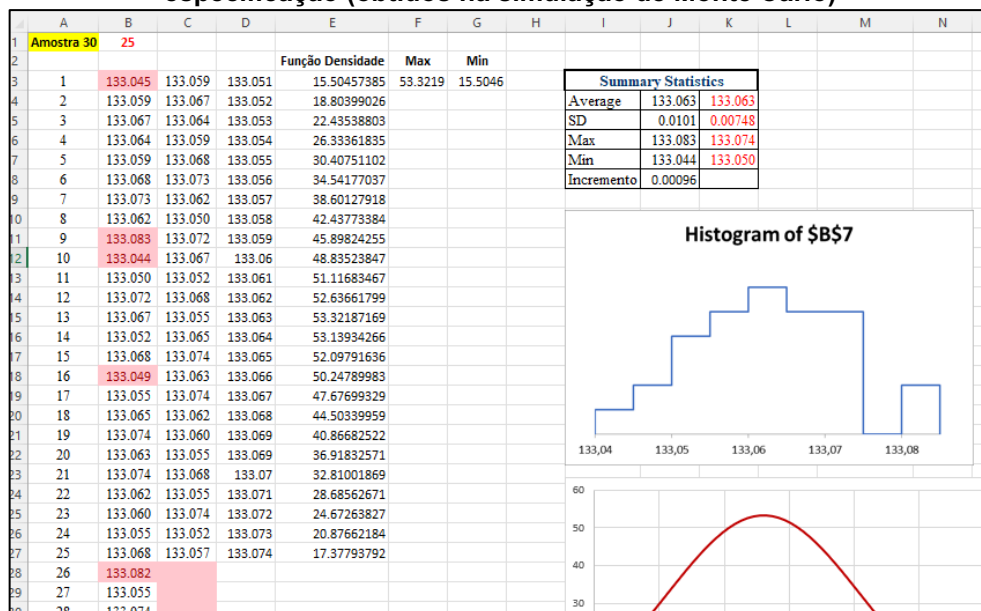 especificação (obtidos na simulação de Monte Carlo)
A B C D E F G H I J K L M N
1 Amostra 30 25
2 Função Densidade Max Min
3 1 133.045 133.059 133.051 15.50457385 53.3219 15.5046 Summary Statistics
4 2 133.059 133.067 133.052 18.80399026 Average 133.063 133.063
5 3 133.067 133.064 133.053 22.43538803 SD 0.0101 0.00748
6 4 133.064 133.059 133.054 26.33361835 Max 133.083 133.074
7 5 133.059 133.068 133.055 30.40751102 Min 133.044 133.050
8 6 133.068 133.073 133.056 34.54177037 Incremento 0.00096
9 7 133.073 133.062 133.057 38.60127918
10 8 133.062 133.050 133.058 42.43773384
11 9 133.083 133.072 133.059 45.89824255
12 10 133.044 133.067 133.06 48.83523847
13 11 133.050 133.052 133.061 51.11683467
14 12 133.072 133.068 133.062 52.63661799
15 13 133.067 133.055 133.063 53.32187169
16 14 133.052 133.065 133.064 53.13934266
17 15 133.068 133.074 133.065 52.09791636
18 16 133.049 133.063 133.066 50.24789983
19 17 133.055 133.074 133.067 47.67699329
20 18 133.065 133.062 133.068 44.50339959
21 19 133.074 133.060 133.069 40.86682522
22 20 133.063 133.055 133.069 36.91832571
23 21 133.074 133.068 133.07 32.81001869
24 22 133.062 133.055 133.071 28.68562671
25 23 133.060 133.074 133.072 24.67263827
26 24 133.055 133.052 133.073 20.87662184
27 25 133.068 133.057 133.074 17.37793792
28 26 133.082
29 27 133.055
Histogram of $B$7
133,04 133,05 133,06 133,07 133,08
60
50
40
30